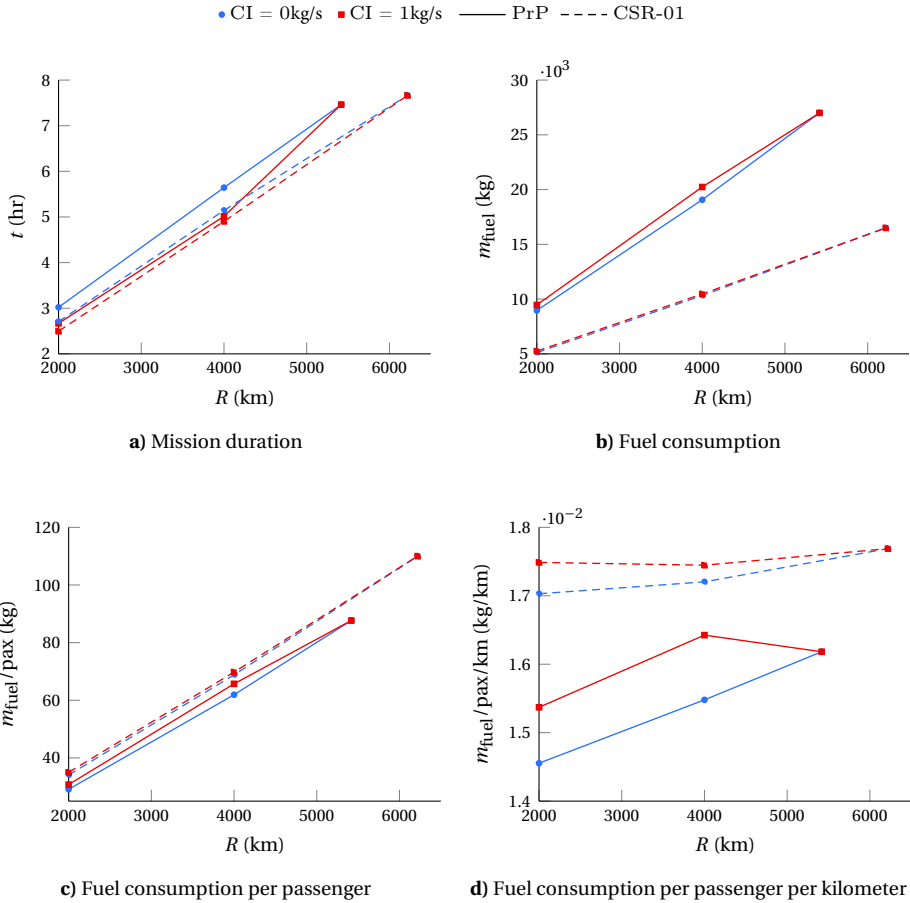 CI = 0kg/s CI = 1kg/s PrP CSR-01
8
7
6
5
4
3
2
t (hr)
2000 3000 4000 5000 6000
R (km)
a) Mission duration
·10³
30
25
20
15
10
5
m_fuel (kg)
2000 3000 4000 5000 6000
R (km)
b) Fuel consumption
120
100
80
60
40
m_fuel/pax (kg)
2000 3000 4000 5000 6000
R (km)
c) Fuel consumption per passenger
·10⁻²
1.8
1.7
1.6
1.5
1.4
m_fuel/pax/km (kg/km)
2000 3000 4000 5000 6000
R (km)
d) Fuel consumption per passenger per kilometer